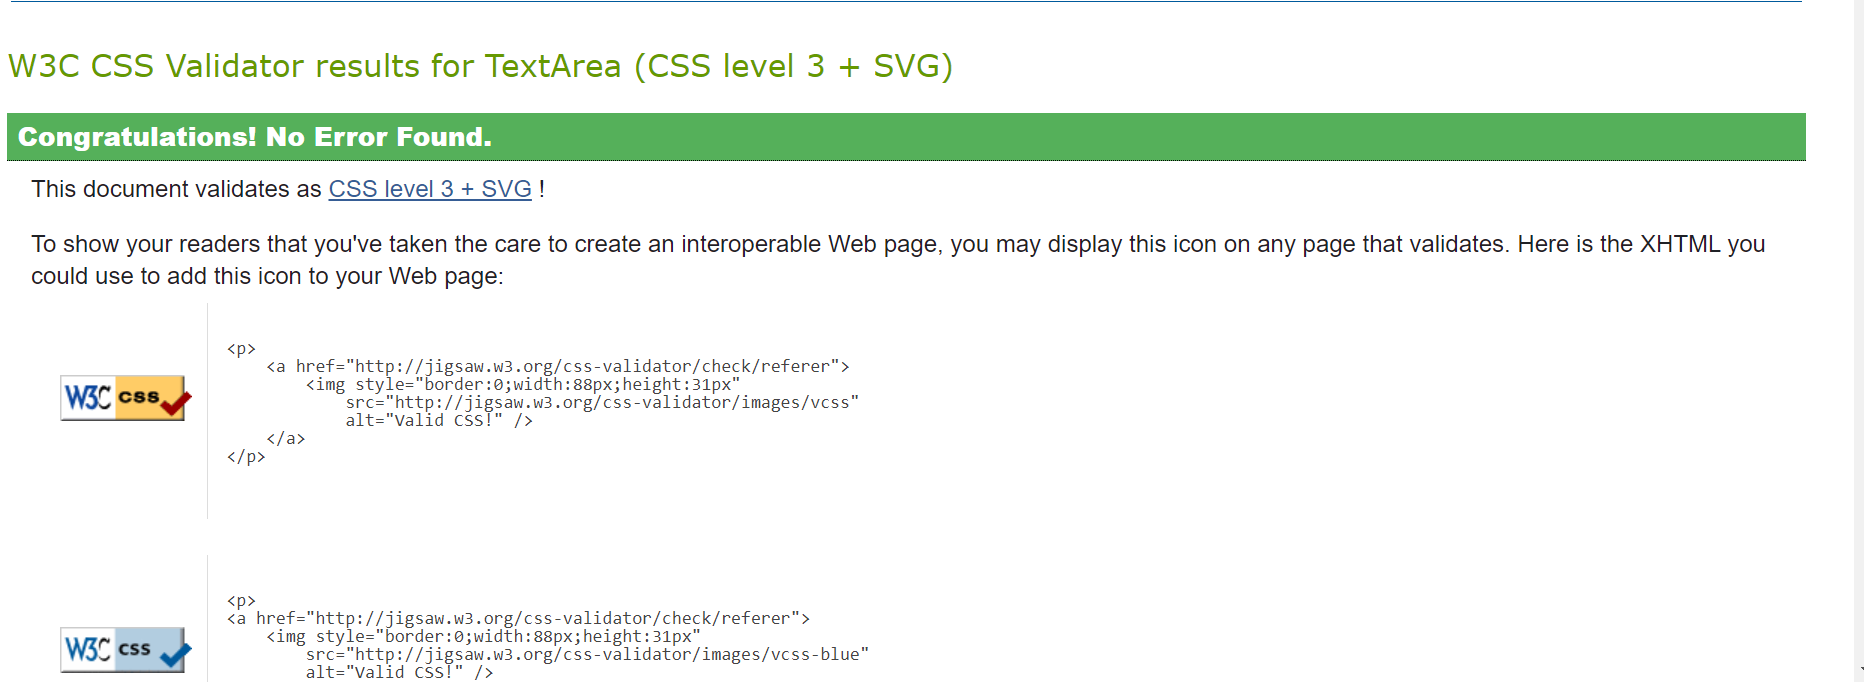 W3C CSS Validator results for TextArea (CSS level 3 + SVG)
Congratulations! No Error Found.
This document validates as CSS level 3 + SVG !
To show your readers that you've taken the care to create an interoperable Web page, you may display this icon on any page that validates. Here is the XHTML you
could use to add this icon to your Web page:
W3C css
<p>
    <a href="http://jigsaw.w3.org/css-validator/check/referer">
        <img style="border:0;width:88px;height:31px"
            src="http://jigsaw.w3.org/css-validator/images/vcss"
            alt="Valid CSS!" />
    </a>
</p>
W3C css
<p>
<a href="http://jigsaw.w3.org/css-validator/check/referer">
    <img style="border:0;width:88px;height:31px"
        src="http://jigsaw.w3.org/css-validator/images/vcss-blue"
        alt="Valid CSS!" />